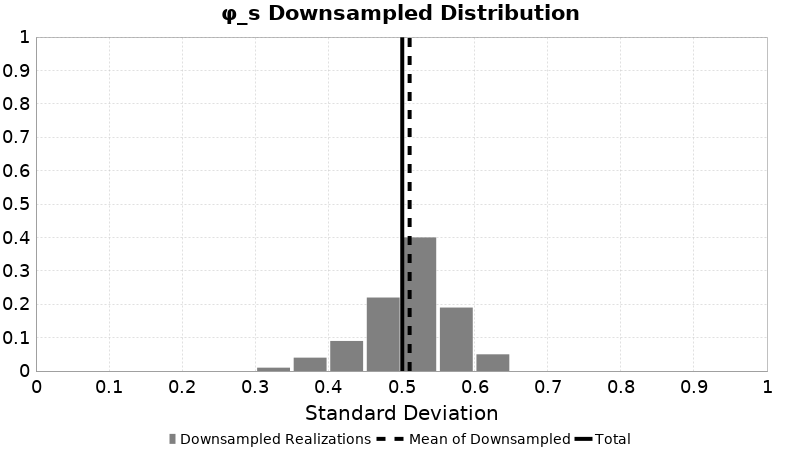 φ_s Downsampled Distribution
1
0.9
0.8
0.7
0.6
0.5
0.4
0.3
0.2
0.1
0
0 0.1 0.2 0.3 0.4 0.5 0.6 0.7 0.8 0.9 1
Standard Deviation
Downsampled Realizations Mean of Downsampled Total